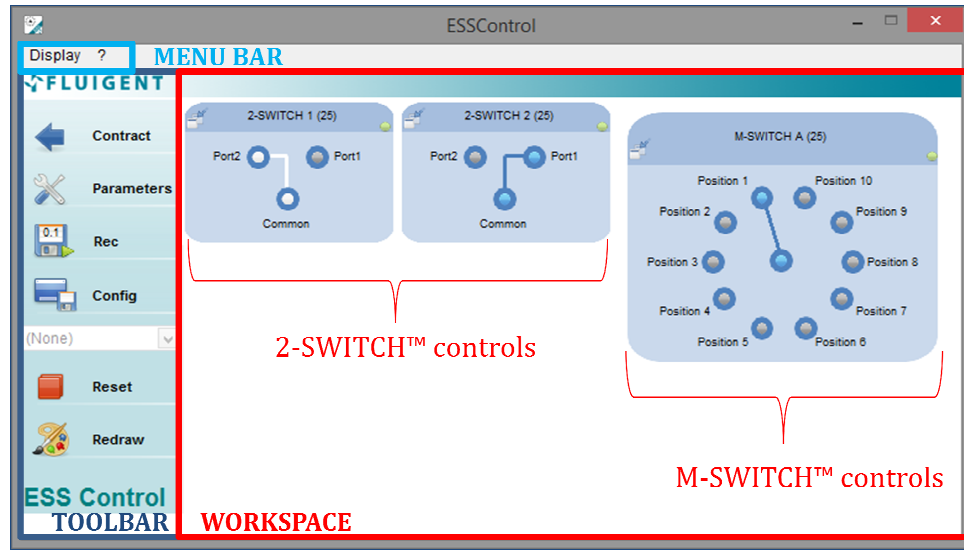 ESSControl
Display ?
MENU BAR
FLUIGENT
Contract
Parameters
0.1
Rec
Config
(None)
Reset
Redraw
ESS Control
TOOLBAR
2-SWITCH 1 (25)
Port2
Port1
Common
2-SWITCH 2 (25)
Port2
Port1
Common
2-SWITCH™ controls
M-SWITCH A (25)
Position 1
Position 10
Position 2
Position 9
Position 3
Position 8
Position 4
Position 7
Position 5
Position 6
M-SWITCH™ controls
WORKSPACE